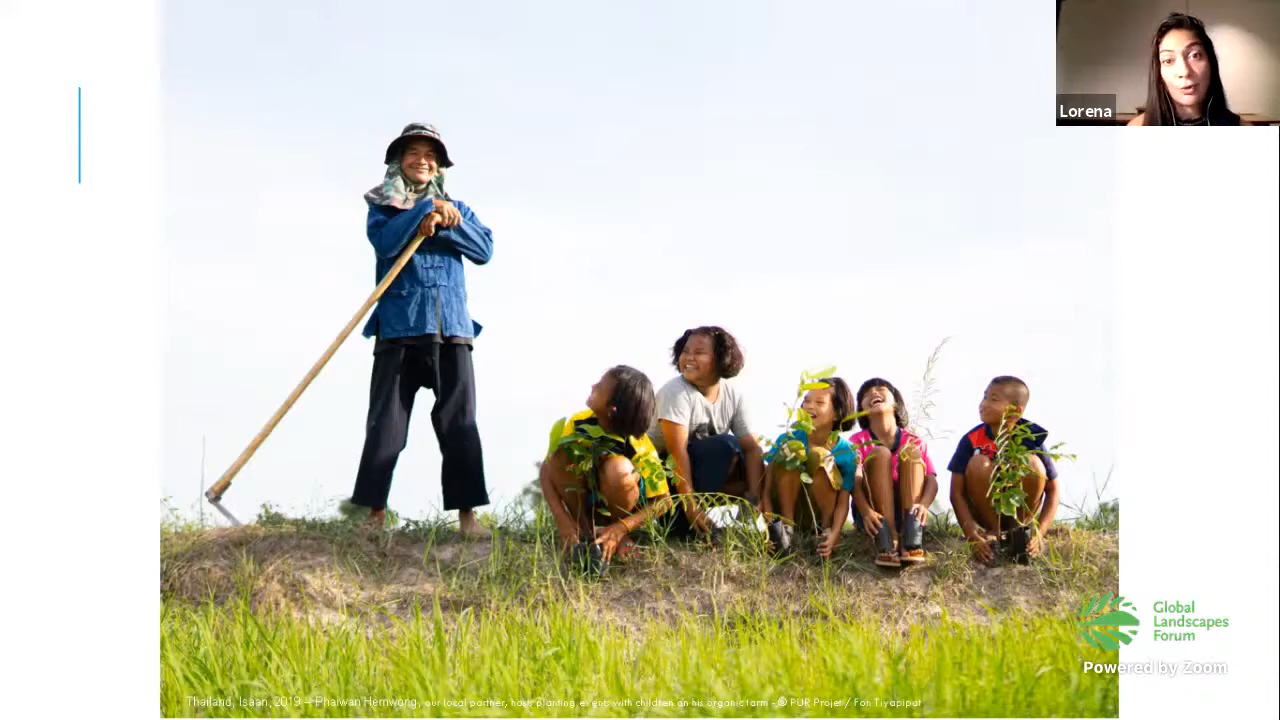 Lorena
Global
Landscapes
Forum
Powered by Zoom
Thailand, Isaan, 2019 – Phaiwan Hemwong, our local partner, hosts planting events with children on his organic farm - © PUR Projet / Fon Tiyapipat